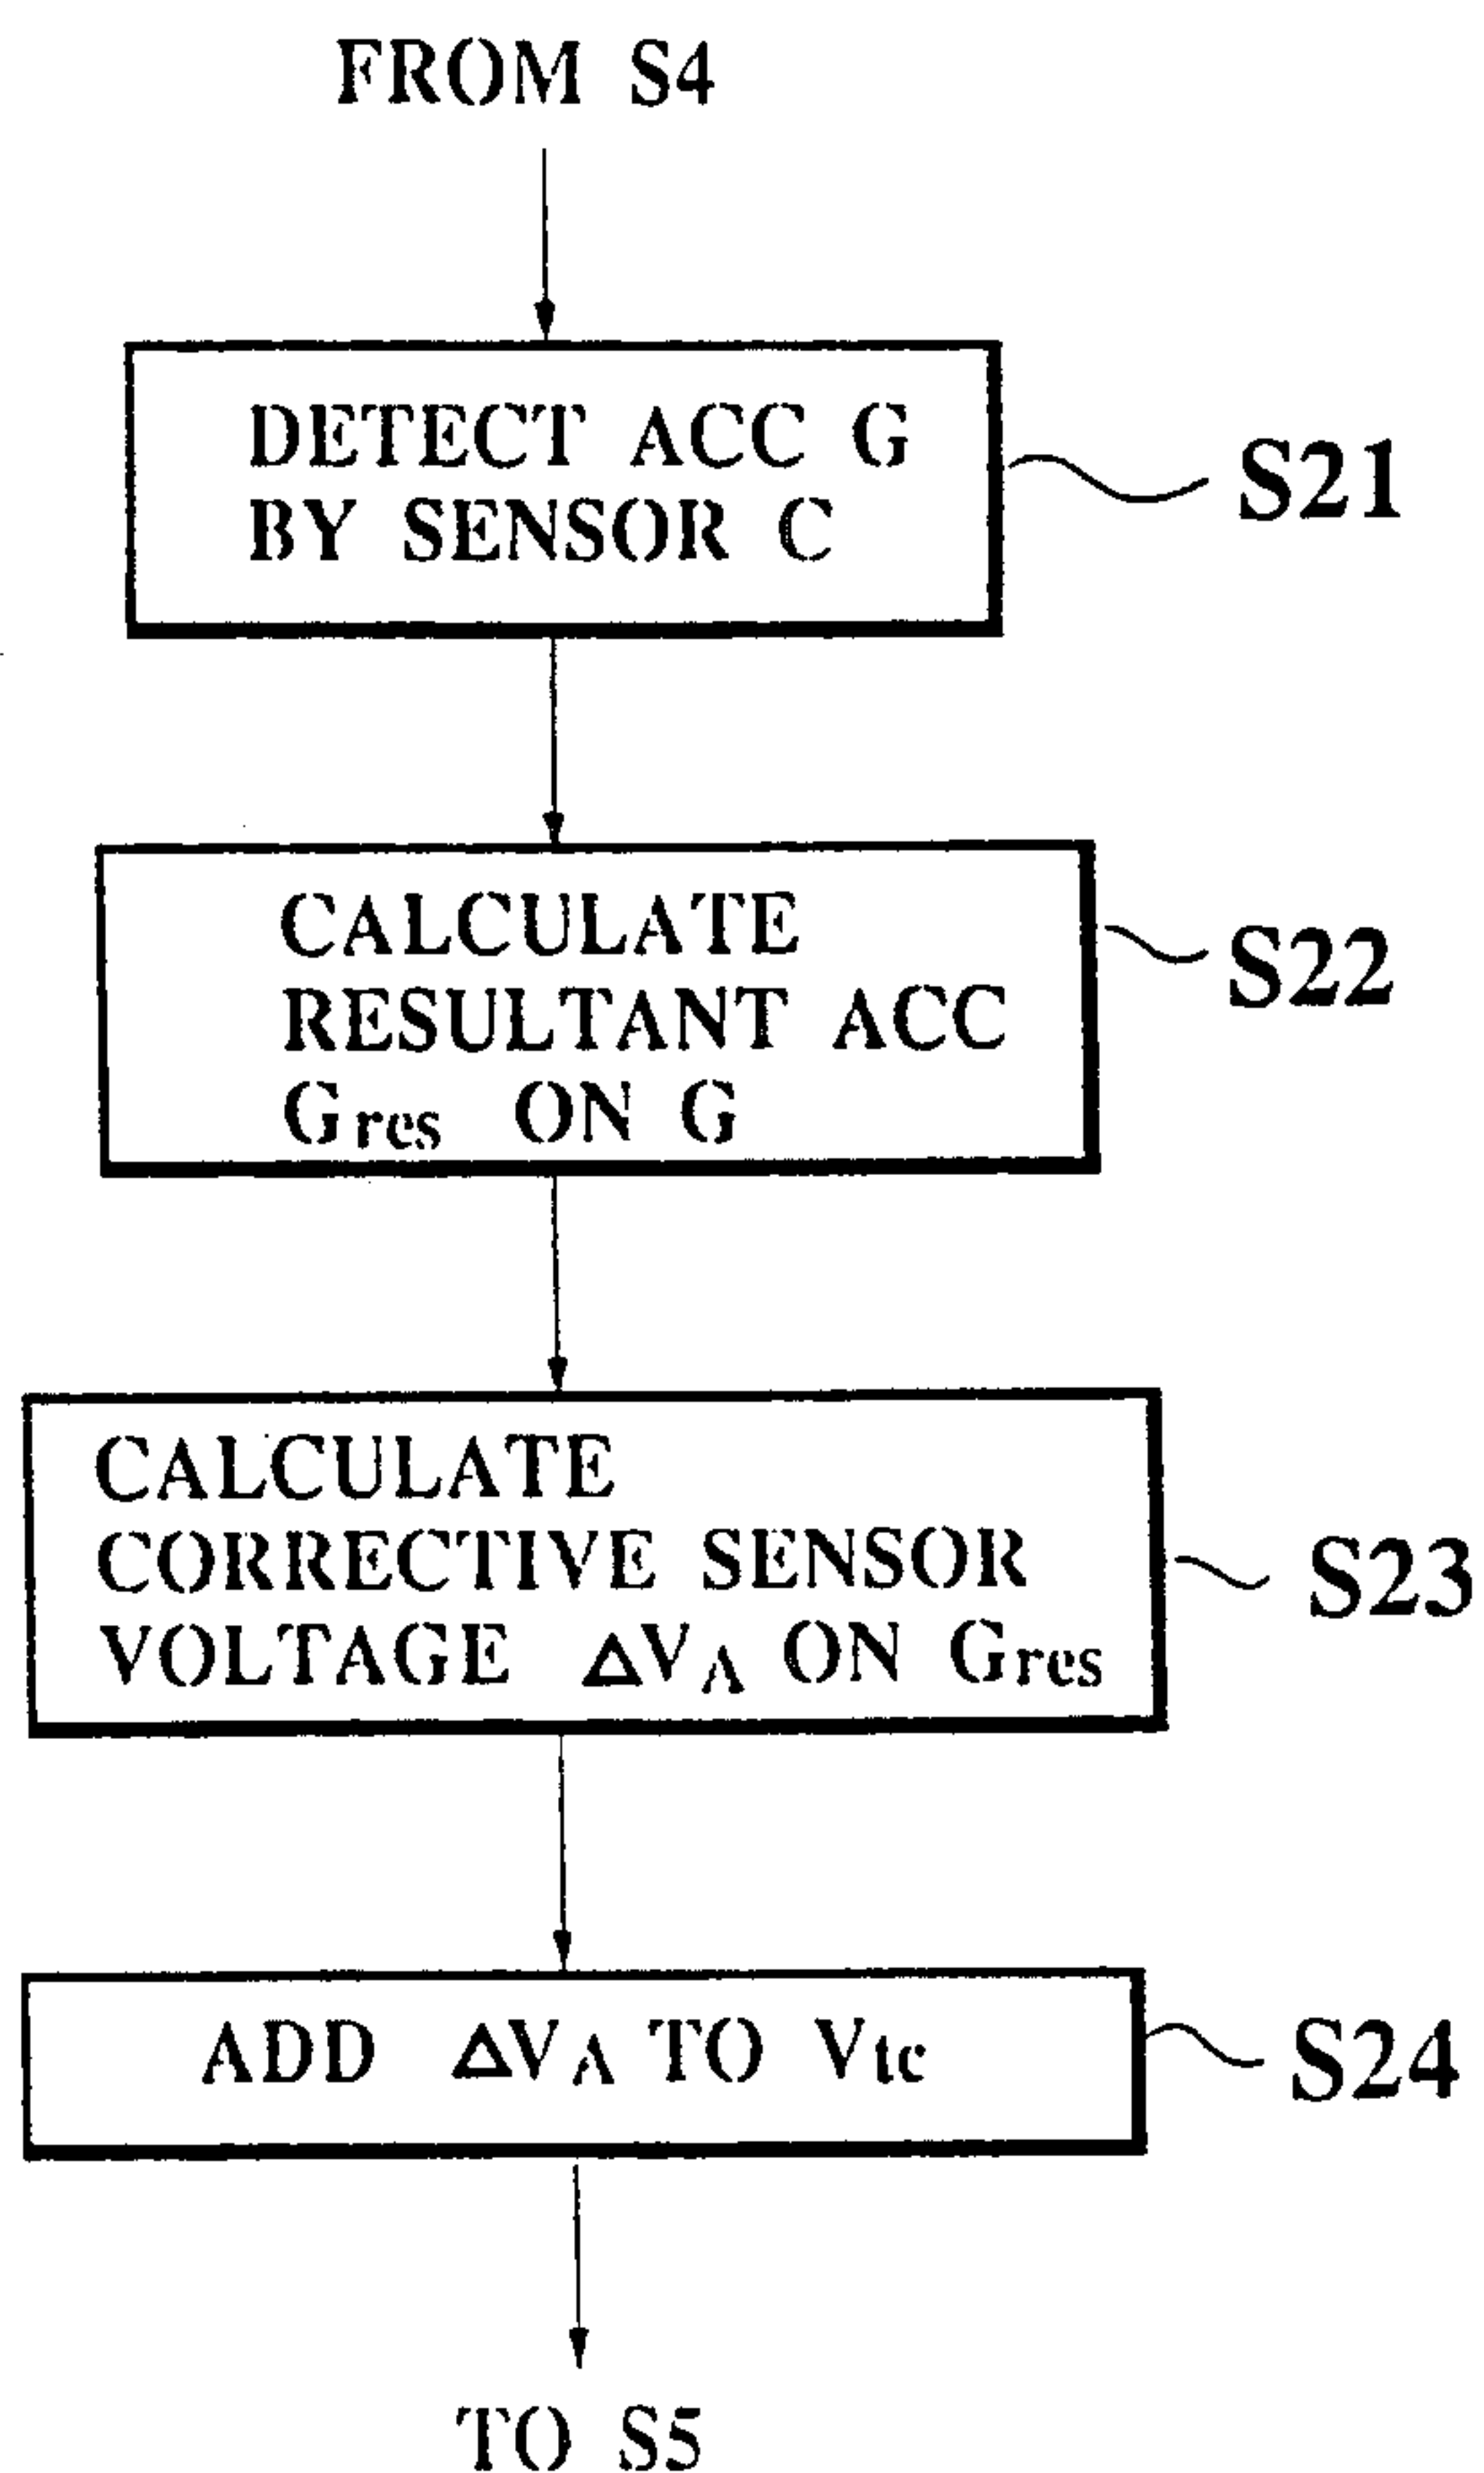 FROM S4
DETECT ACC G
BY SENSOR C
S21
CALCULATE
RESULTANT ACC
Gres ON G
S22
CALCULATE
CORRECTIVE SENSOR
VOLTAGE ΔVA ON Gres
S23
ADD ΔVA TO Vtc
S24
TO S5